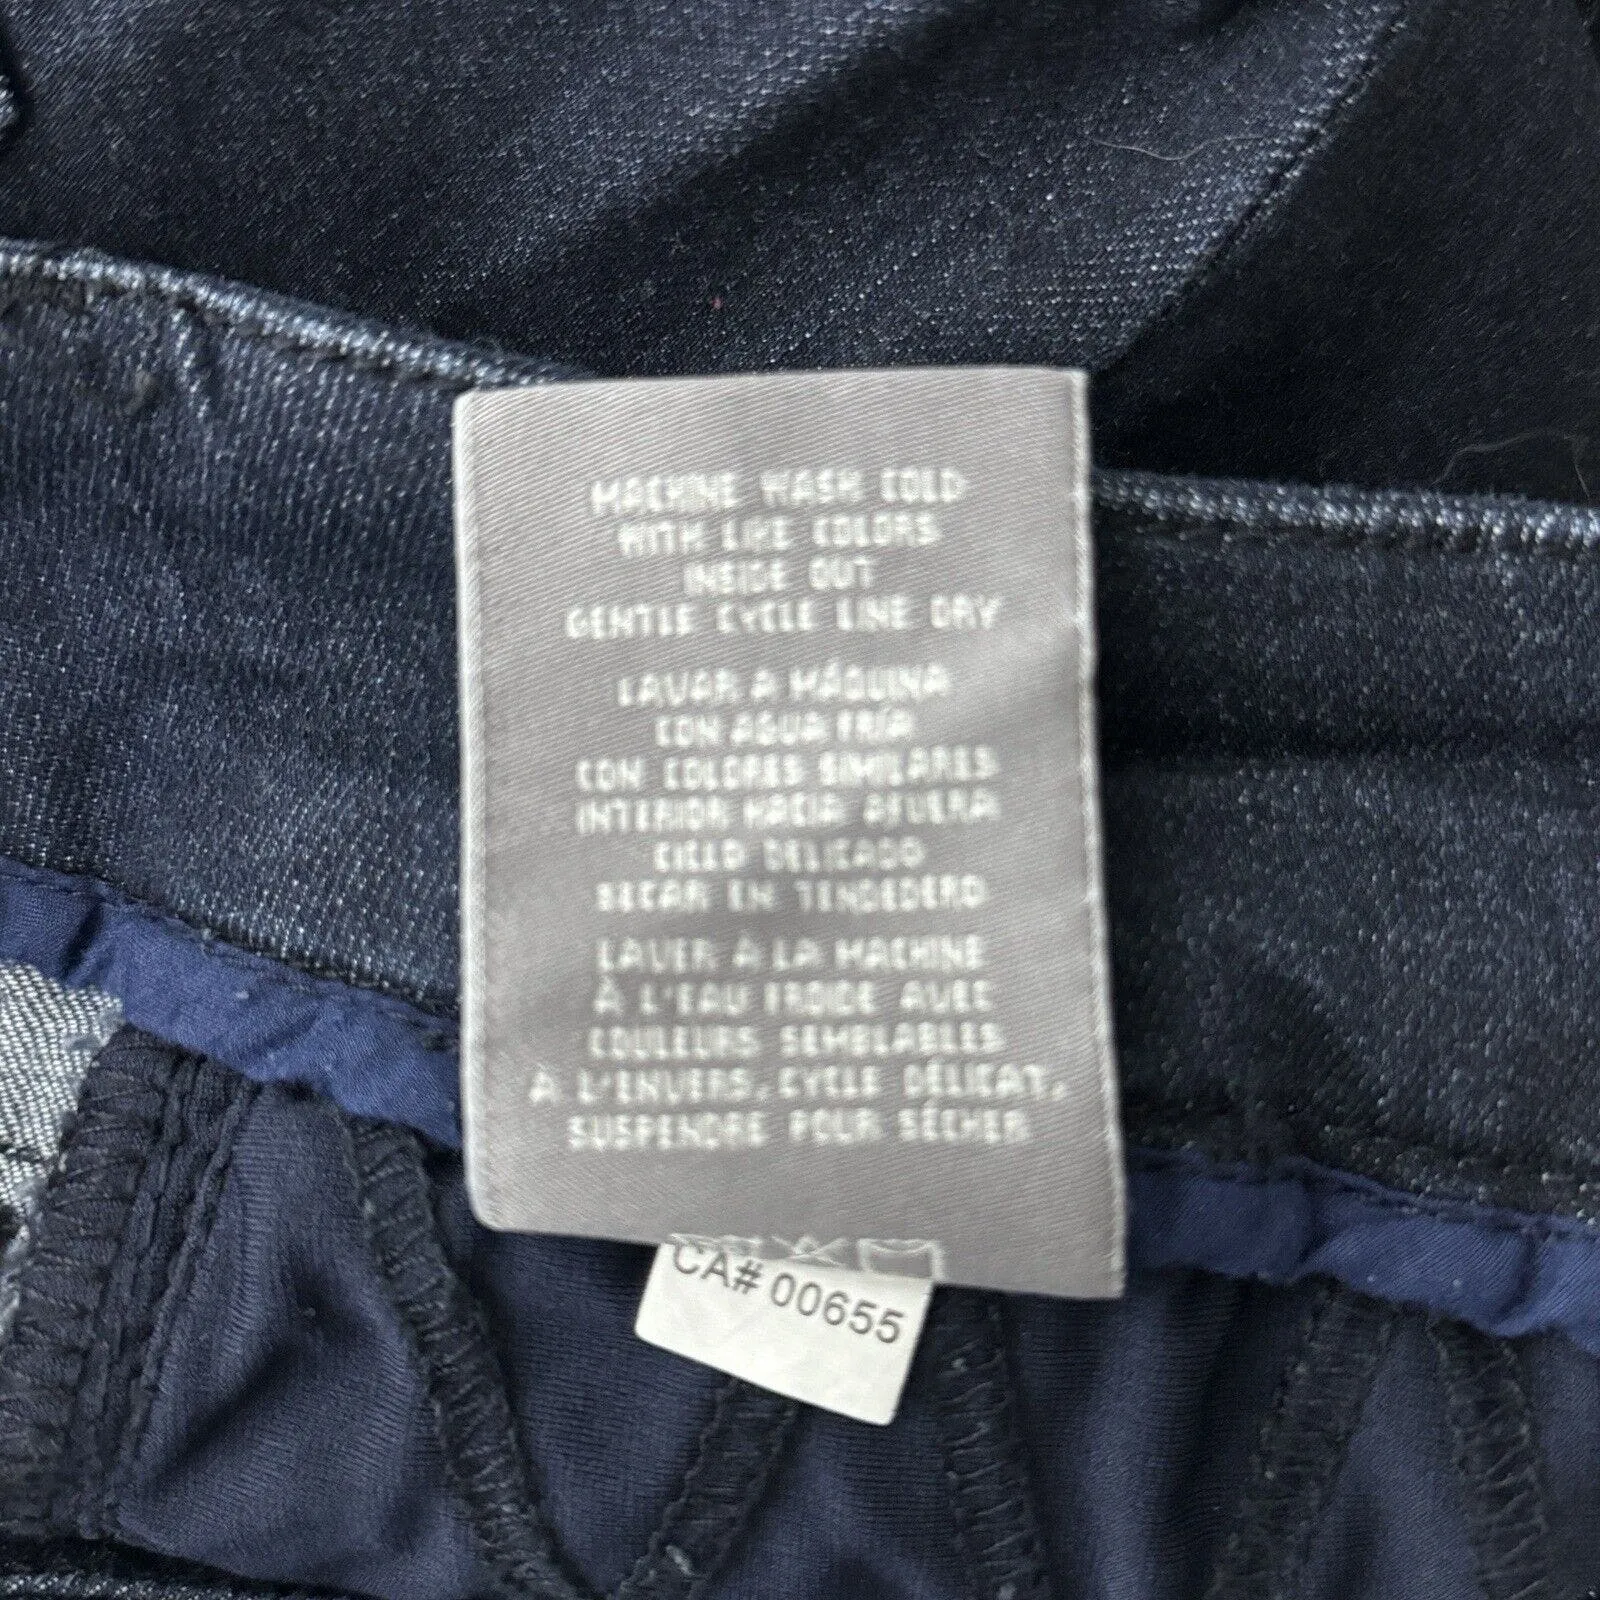 MACHINE WASH COLD
WITH LIKE COLORS
INSIDE OUT
GENTLE CYCLE LINE DRY
LAVAR A MÁQUINA
CON AGUA FRÍA
CON COLORES SIMILARES
INTERIOR HACIA AFUERA
CICLO DELICADO
SECAR EN TENDEDERO
LAVER À LA MACHINE
À L'EAU FROIDE AVEC
COULEURS SEMBLABLES
À L'ENVERS, CYCLE DÉLICAT,
SUSPENDRE POUR SÉCHER
CA# 00655